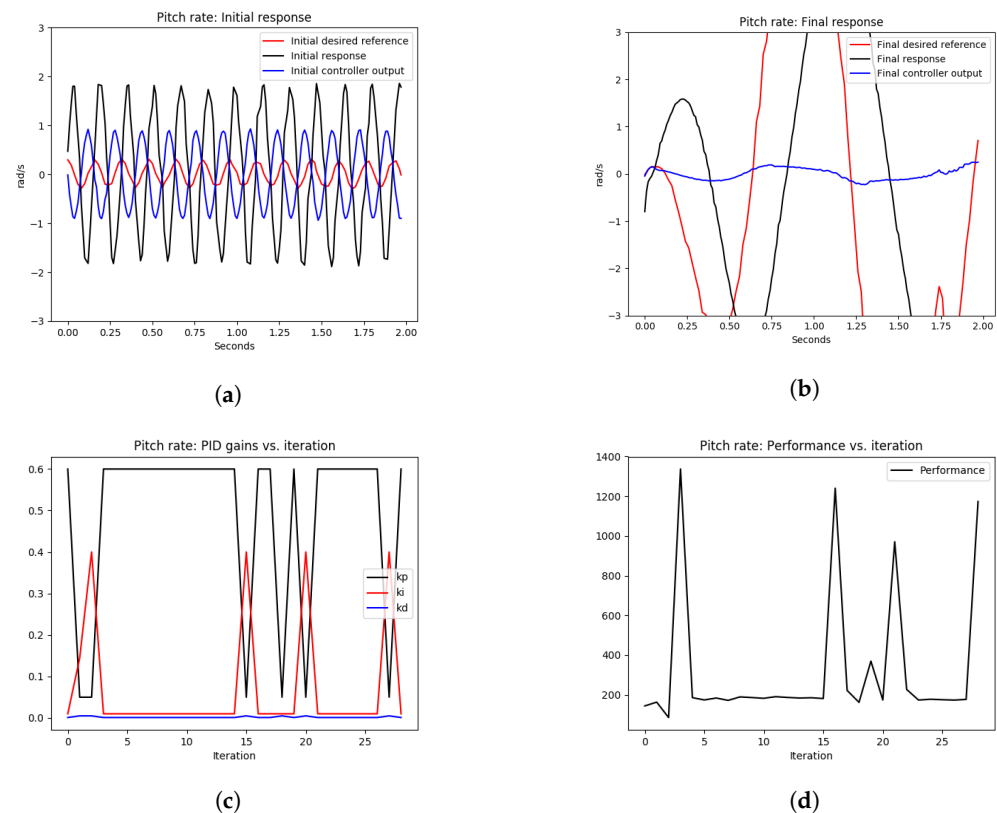 Pitch rate: Initial response
3
2
1
0
−1
−2
−3
rad/s
Initial desired reference
Initial response
Initial controller output
0.00 0.25 0.50 0.75 1.00 1.25 1.50 1.75 2.00
Seconds
(a)
Pitch rate: Final response
3
2
1
0
−1
−2
−3
rad/s
Final desired reference
Final response
Final controller output
0.00 0.25 0.50 0.75 1.00 1.25 1.50 1.75 2.00
Seconds
(b)
Pitch rate: PID gains vs. iteration
0.6
0.5
0.4
0.3
0.2
0.1
0.0
kp
ki
kd
0 5 10 15 20 25
Iteration
(c)
Pitch rate: Performance vs. iteration
1400
1200
1000
800
600
400
200
Performance
0 5 10 15 20 25
Iteration
(d)